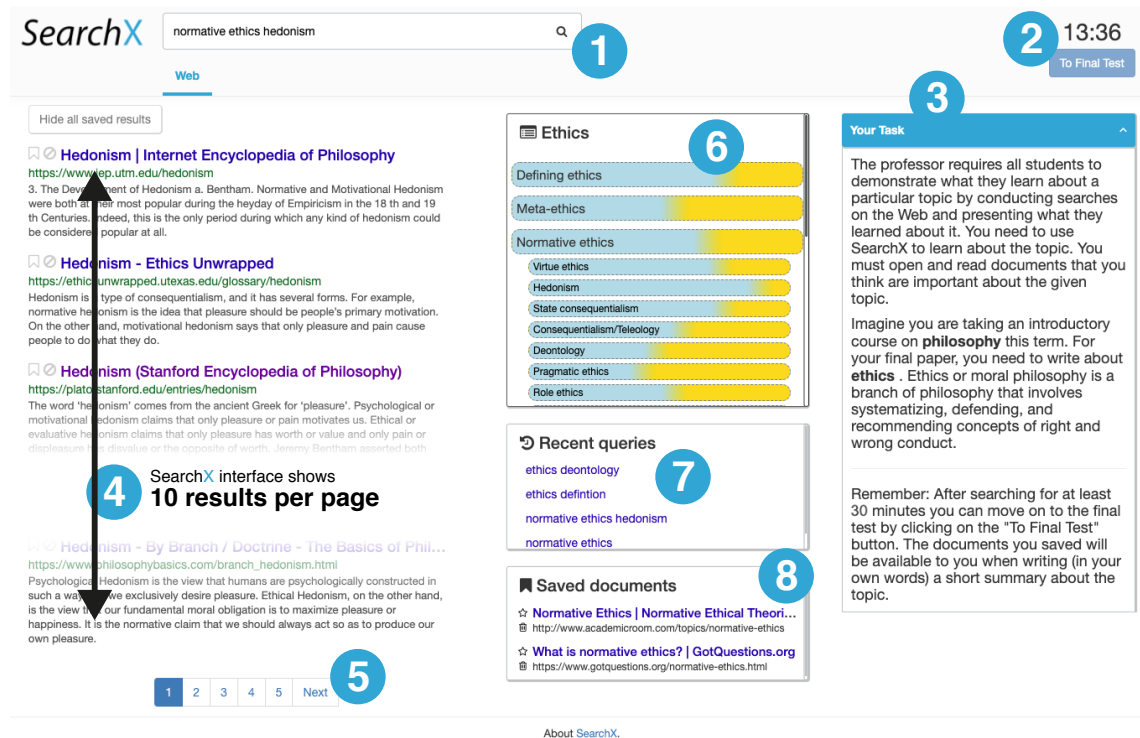 SearchX
normative ethics hedonism
1
2
13:36
To Final Test
Web
3
Hide all saved results
Hedonism | Internet Encyclopedia of Philosophy
https://www.iep.utm.edu/hedonism
3. The Development of Hedonism a. Bentham. Normative and Motivational Hedonism
were both at their most popular during the heyday of Empiricism in the 18 th and 19
th Centuries. Indeed, this is the only period during which any kind of hedonism could
be considered popular at all.
Hedonism - Ethics Unwrapped
https://ethicsunwrapped.utexas.edu/glossary/hedonism
Hedonism is a type of consequentialism, and it has several forms. For example,
normative hedonism is the idea that pleasure should be people's primary motivation.
On the other hand, motivational hedonism says that only pleasure and pain cause
people to do what they do.
Hedonism (Stanford Encyclopedia of Philosophy)
https://plato.stanford.edu/entries/hedonism
The word 'hedonism' comes from the ancient Greek for 'pleasure'. Psychological or
motivational hedonism claims that only pleasure or pain motivates us. Ethical or
evaluative hedonism claims that only pleasure has worth or value and only pain or
displeasure has disvalue or the opposite of worth. Jeremy Bentham asserted both
4
SearchX interface shows
10 results per page
Hedonism - By Branch / Doctrine - The Basics of Phil...
https://www.philosophybasics.com/branch_hedonism.html
Psychological Hedonism is the view that humans are psychologically constructed in
such a way that we exclusively desire pleasure. Ethical Hedonism, on the other hand,
is the view that our fundamental moral obligation is to maximize pleasure or
happiness. It is the normative claim that we should always act so as to produce our
own pleasure.
1 2 3 4 5 Next
5
Ethics
6
Defining ethics
Meta-ethics
Normative ethics
Virtue ethics
Hedonism
State consequentialism
Consequentialism/Teleology
Deontology
Pragmatic ethics
Role ethics
Recent queries
7
ethics deontology
ethics defintion
normative ethics hedonism
normative ethics
Saved documents
8
Normative Ethics | Normative Ethical Theori...
http://www.academicroom.com/topics/normative-ethics
What is normative ethics? | GotQuestions.org
https://www.gotquestions.org/normative-ethics.html
Your Task
The professor requires all students to
demonstrate what they learn about a
particular topic by conducting searches
on the Web and presenting what they
learned about it. You need to use
SearchX to learn about the topic. You
must open and read documents that you
think are important about the given
topic.
Imagine you are taking an introductory
course on philosophy this term. For
your final paper, you need to write about
ethics . Ethics or moral philosophy is a
branch of philosophy that involves
systematizing, defending, and
recommending concepts of right and
wrong conduct.
Remember: After searching for at least
30 minutes you can move on to the final
test by clicking on the "To Final Test"
button. The documents you saved will
be available to you when writing (in your
own words) a short summary about the
topic.
About SearchX.